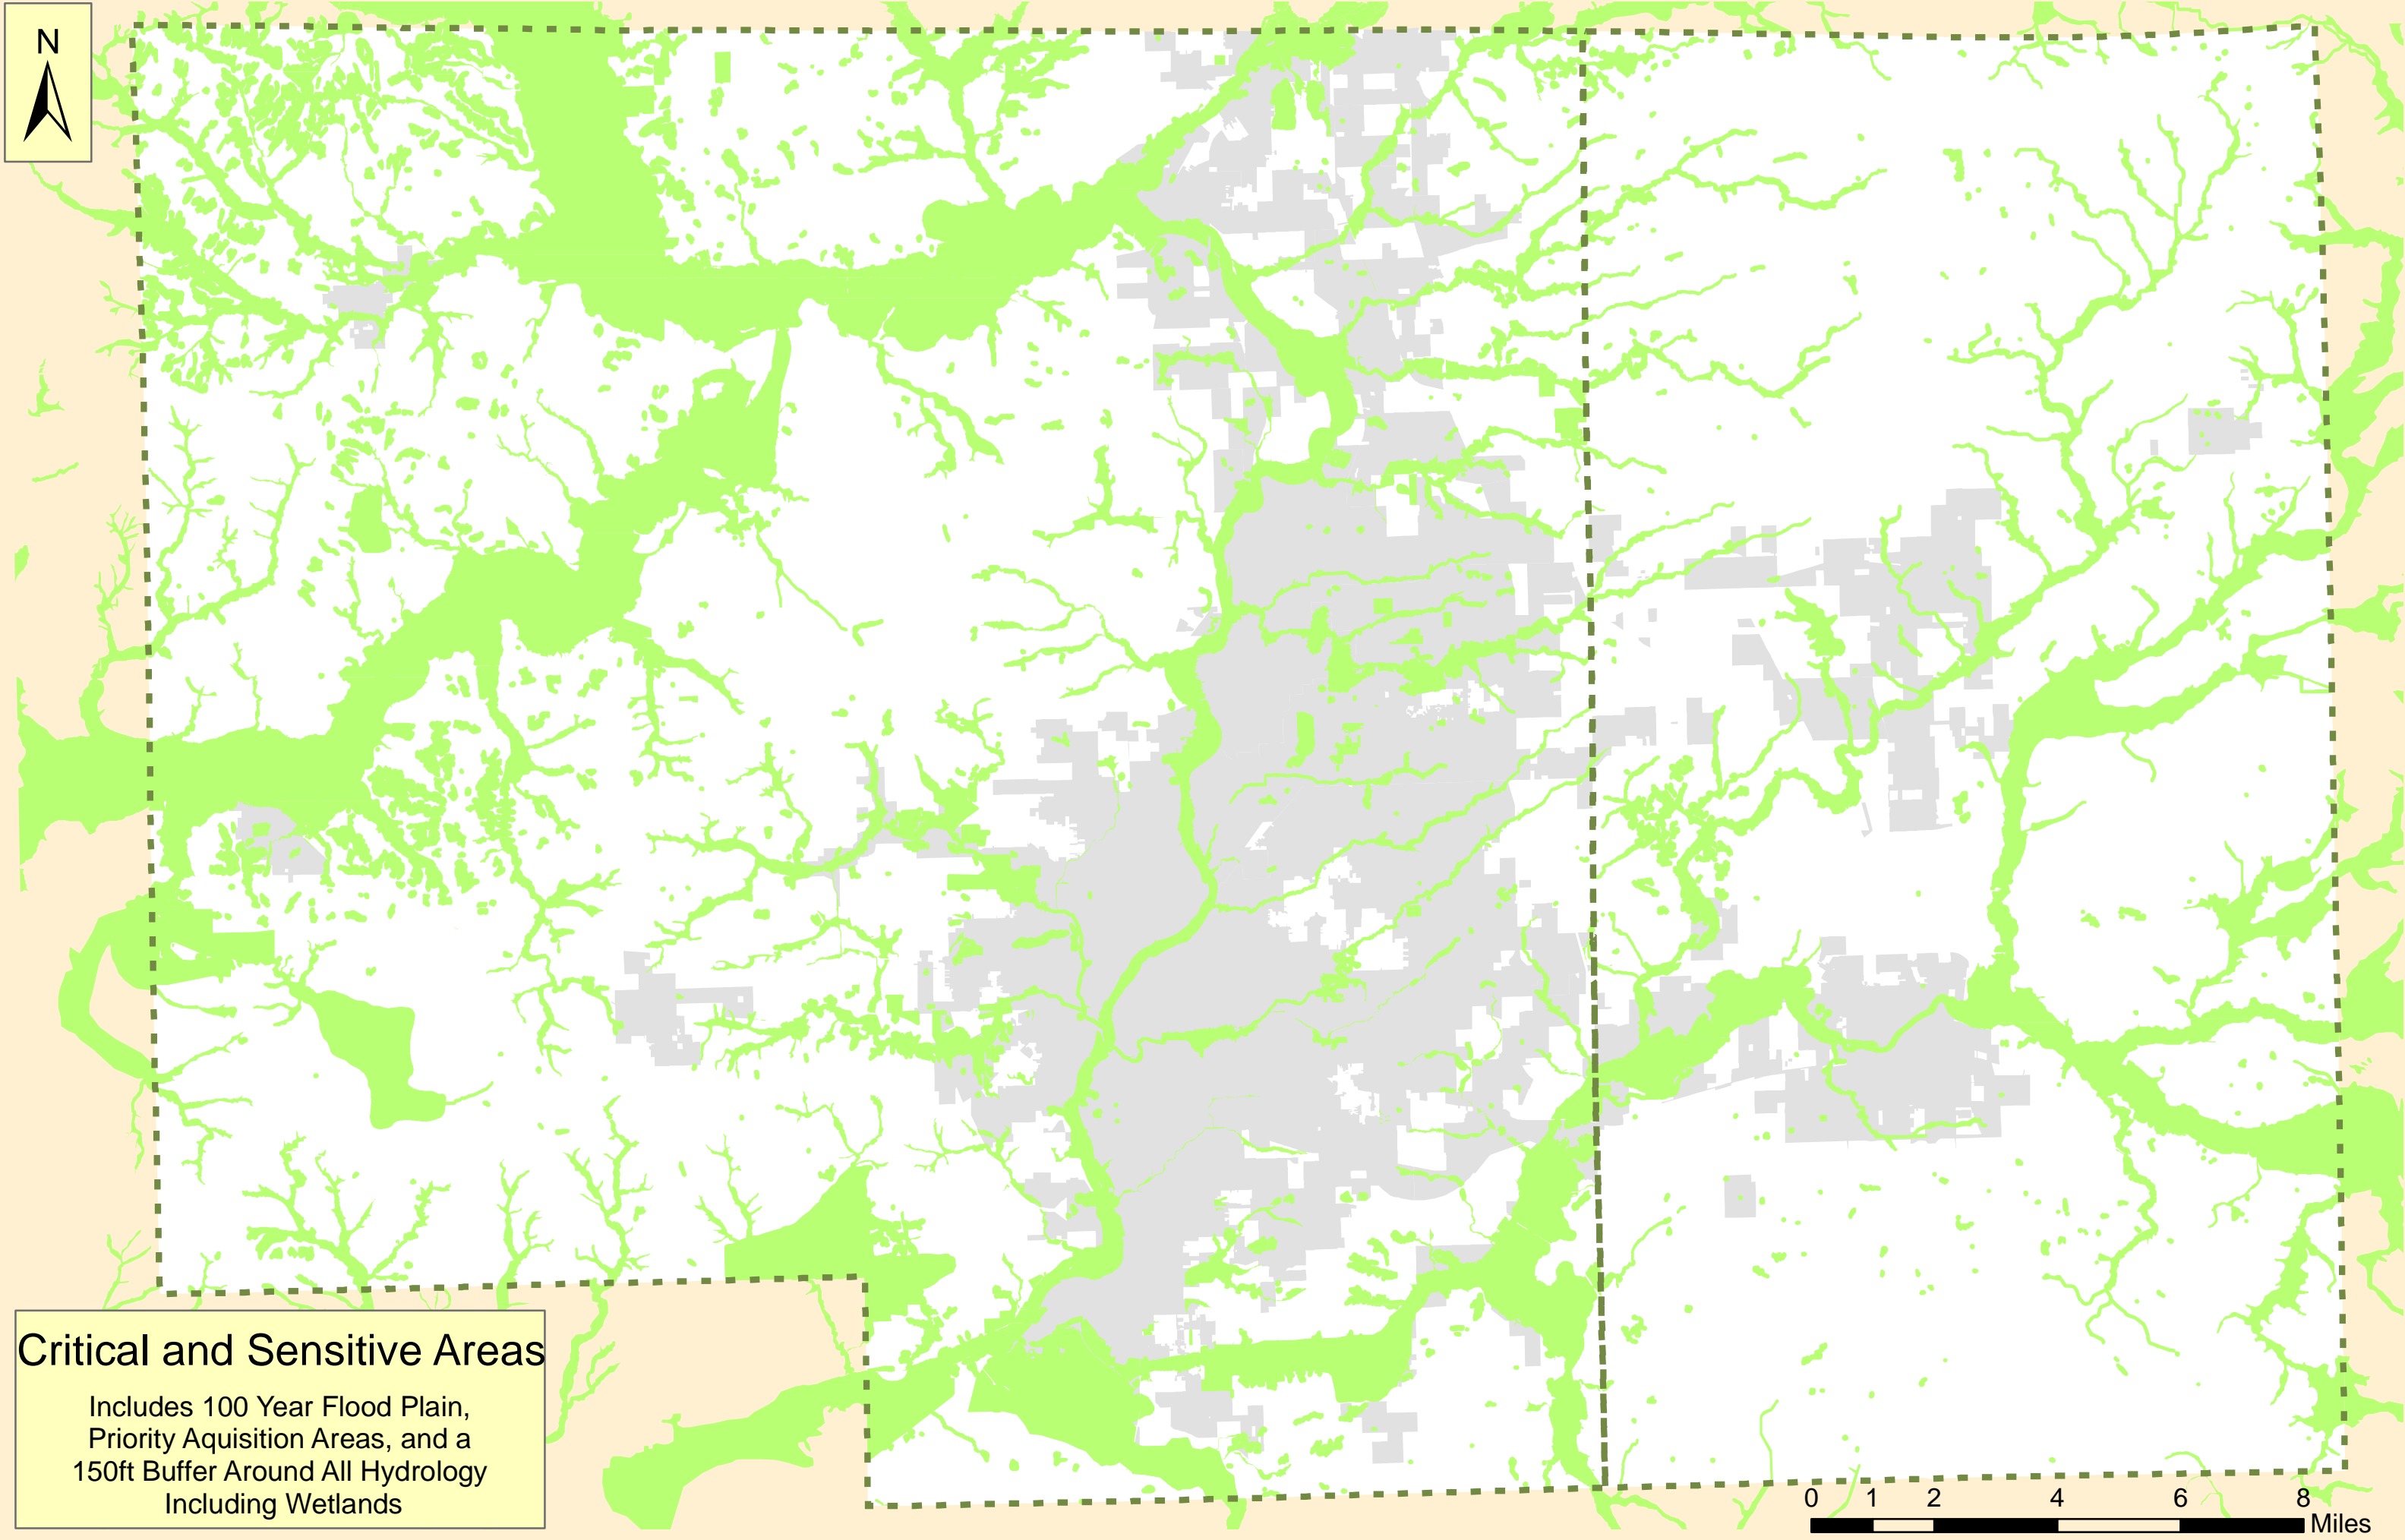 N
Critical and Sensitive Areas
Includes 100 Year Flood Plain,
Priority Aquisition Areas, and a
150ft Buffer Around All Hydrology
Including Wetlands
0 1 2 4 6 8
Miles